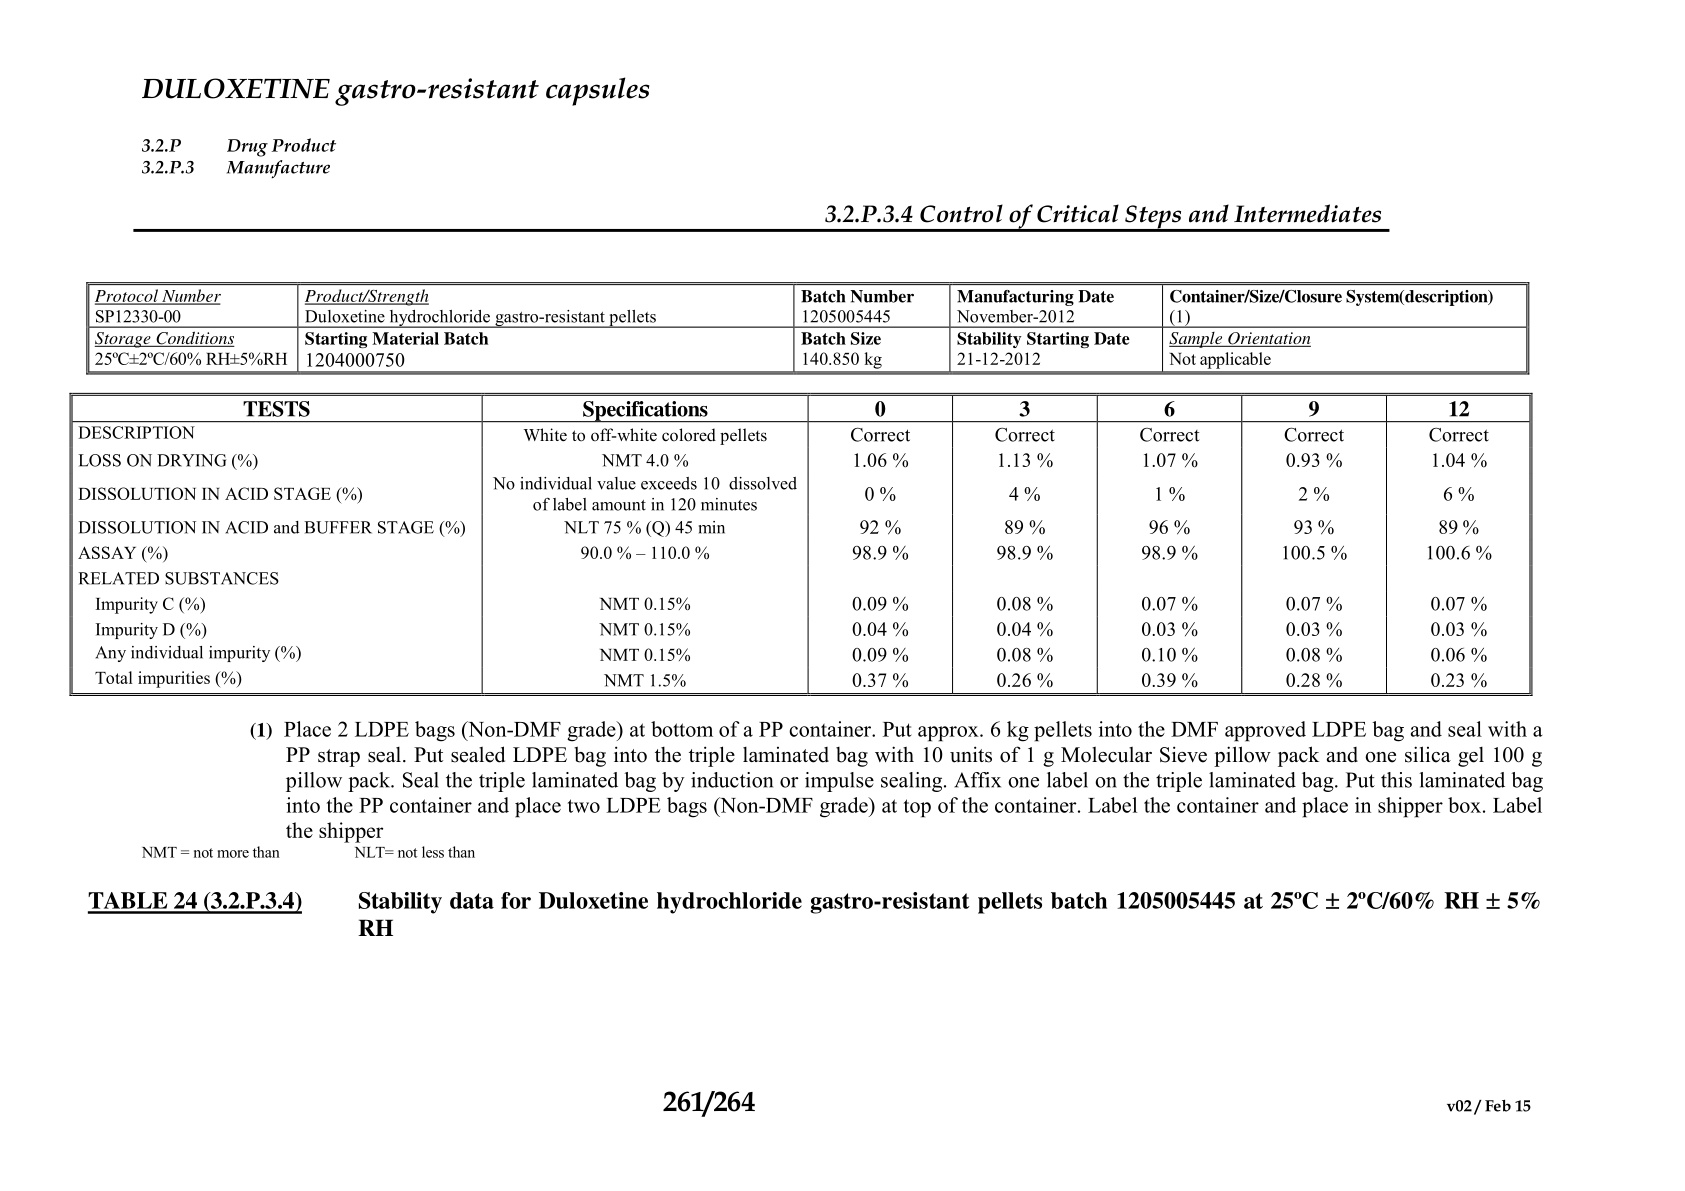 DULOXETINE gastro-resistant capsules
3.2.P Drug Product
3.2.P.3 Manufacture
3.2.P.3.4 Control of Critical Steps and Intermediates
Protocol Number Product/Strength Batch Number Manufacturing Date Container/Size/Closure System(description)
SP12330-00 Duloxetine hydrochloride gastro-resistant pellets 1205005445 November-2012 (1)
Storage Conditions Starting Material Batch Batch Size Stability Starting Date Sample Orientation
25ºC±2ºC/60% RH±5%RH 1204000750 140.850 kg 21-12-2012 Not applicable
TESTS Specifications 0 3 6 9 12
DESCRIPTION White to off-white colored pellets Correct Correct Correct Correct Correct
LOSS ON DRYING (%) NMT 4.0 % 1.06 % 1.13 % 1.07 % 0.93 % 1.04 %
DISSOLUTION IN ACID STAGE (%) No individual value exceeds 10 dissolved
of label amount in 120 minutes 0 % 4 % 1 % 2 % 6 %
DISSOLUTION IN ACID and BUFFER STAGE (%) NLT 75 % (Q) 45 min 92 % 89 % 96 % 93 % 89 %
ASSAY (%) 90.0 % – 110.0 % 98.9 % 98.9 % 98.9 % 100.5 % 100.6 %
RELATED SUBSTANCES
Impurity C (%) NMT 0.15% 0.09 % 0.08 % 0.07 % 0.07 % 0.07 %
Impurity D (%) NMT 0.15% 0.04 % 0.04 % 0.03 % 0.03 % 0.03 %
Any individual impurity (%) NMT 0.15% 0.09 % 0.08 % 0.10 % 0.08 % 0.06 %
Total impurities (%) NMT 1.5% 0.37 % 0.26 % 0.39 % 0.28 % 0.23 %
(1) Place 2 LDPE bags (Non-DMF grade) at bottom of a PP container. Put approx. 6 kg pellets into the DMF approved LDPE bag and seal with a
PP strap seal. Put sealed LDPE bag into the triple laminated bag with 10 units of 1 g Molecular Sieve pillow pack and one silica gel 100 g
pillow pack. Seal the triple laminated bag by induction or impulse sealing. Affix one label on the triple laminated bag. Put this laminated bag
into the PP container and place two LDPE bags (Non-DMF grade) at top of the container. Label the container and place in shipper box. Label
the shipper
NMT = not more than NLT= not less than
TABLE 24 (3.2.P.3.4) Stability data for Duloxetine hydrochloride gastro-resistant pellets batch 1205005445 at 25ºC ± 2ºC/60% RH ± 5%
RH
261/264
v02 / Feb 15